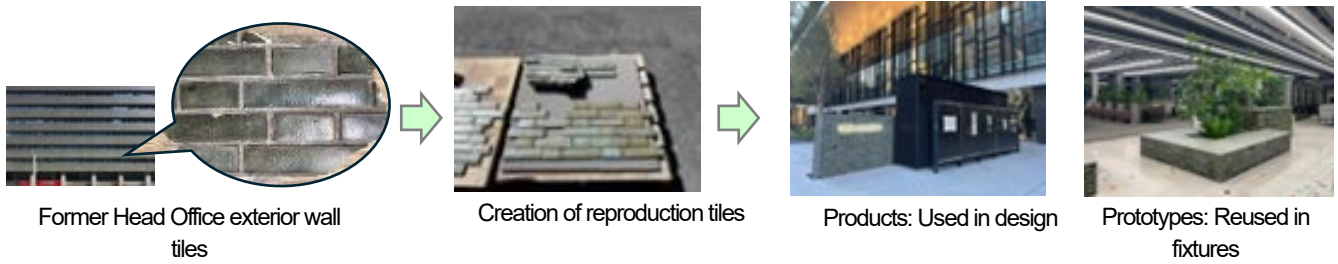 Former Head Office exterior wall
tiles
Creation of reproduction tiles
Products: Used in design
Prototypes: Reused in
fixtures